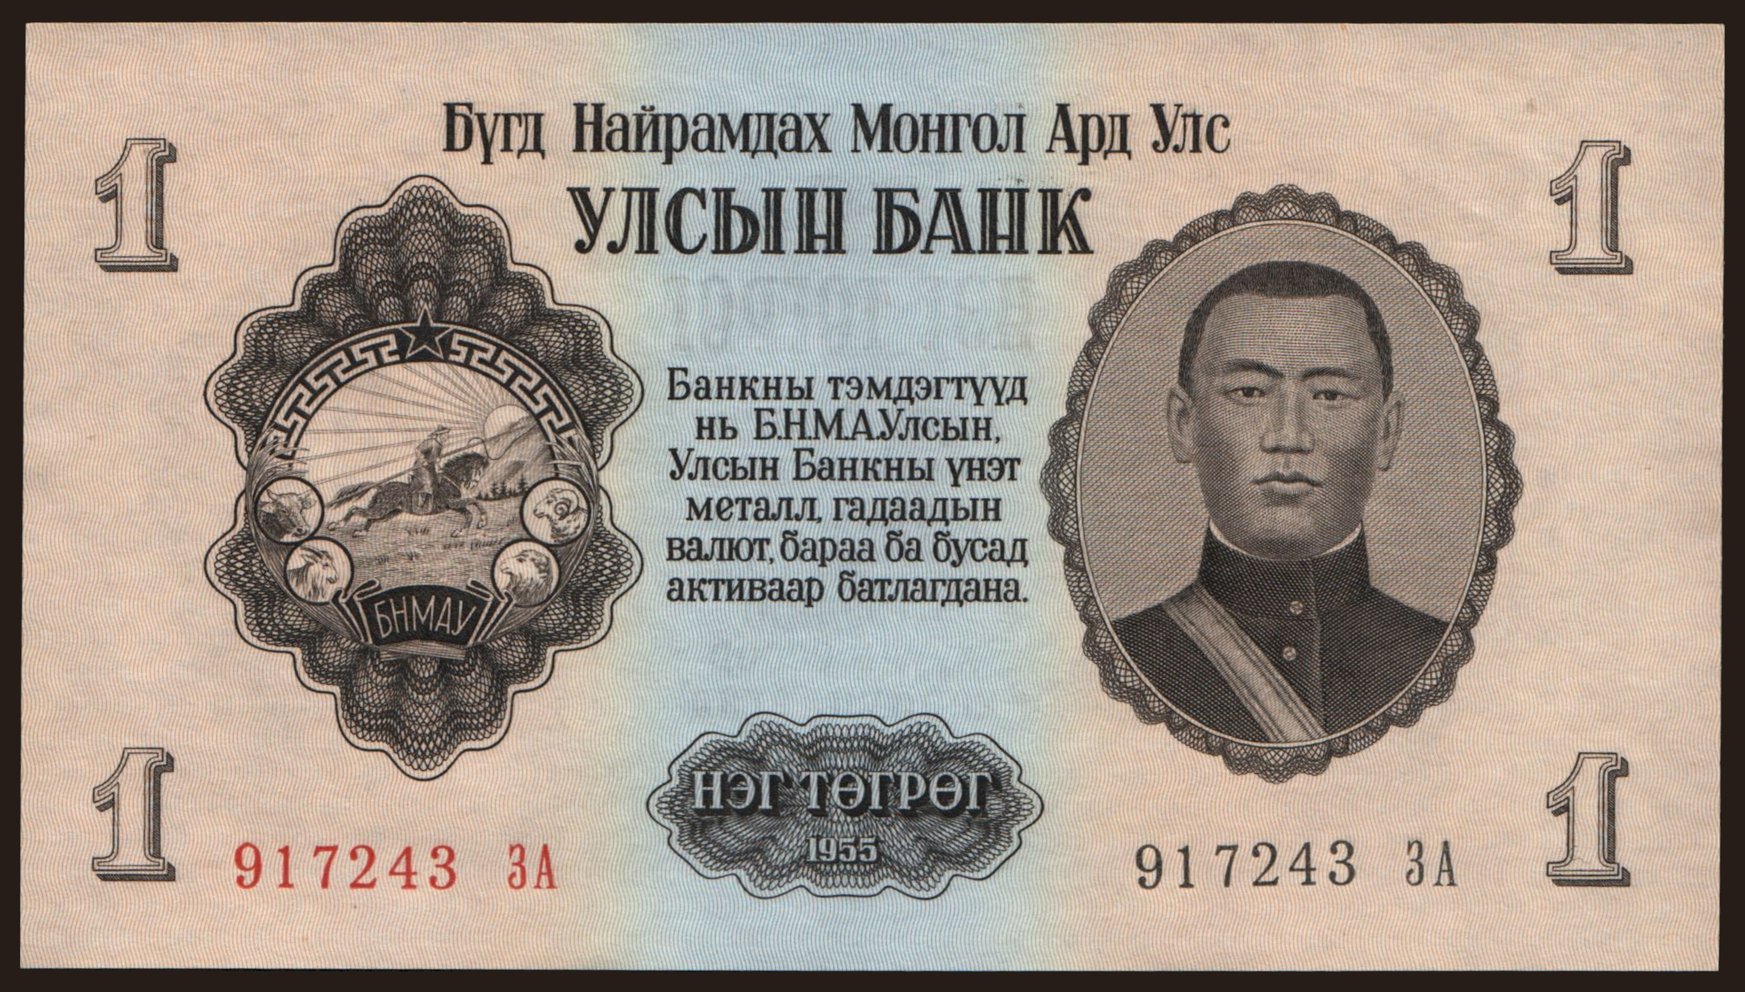 Бүгд Найрамдах Монгол Ард Улс
УЛСЫН БАНК
1
1
Банкны тэмдэгтүүд
нь Б.Н.М.А.Улсын,
Улсын Банкны үнэт
металл, гадаадын
валют, бараа ба бусад
активаар батлагдана.
БНМАУ
НЭГ ТӨГРӨГ
1955
1
1
917243 ЗА
917243 ЗА